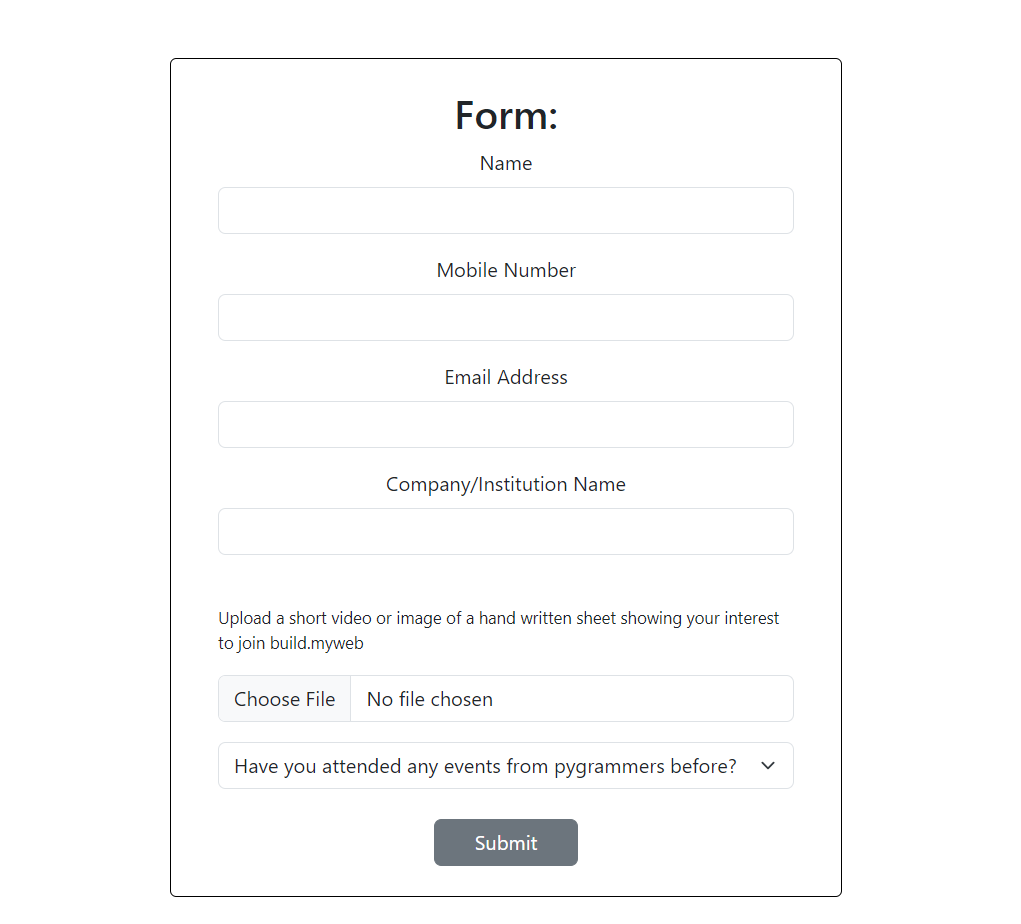 Form:
Name
Mobile Number
Email Address
Company/Institution Name
Upload a short video or image of a hand written sheet showing your interest
to join build.myweb
Choose File No file chosen
Have you attended any events from pygrammers before?
Submit